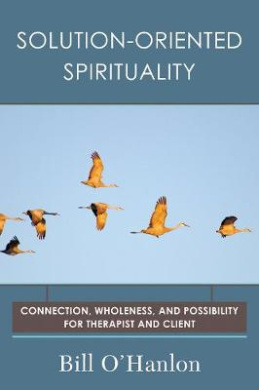 SOLUTION-ORIENTED
SPIRITUALITY
CONNECTION, WHOLENESS, AND POSSIBILITY
FOR THERAPIST AND CLIENT
Bill O'Hanlon